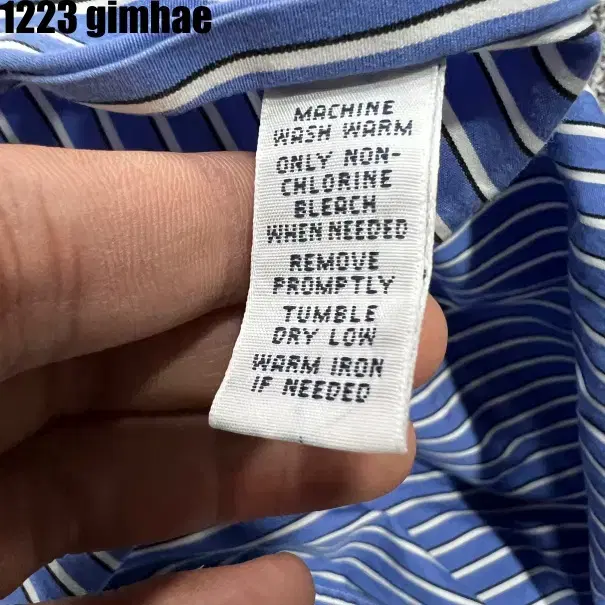 1223 gimhae
MACHINE
WASH WARM
ONLY NON-
CHLORINE
BLEACH
WHEN NEEDED
REMOVE
PROMPTLY
TUMBLE
DRY LOW
WARM IRON
IF NEEDED